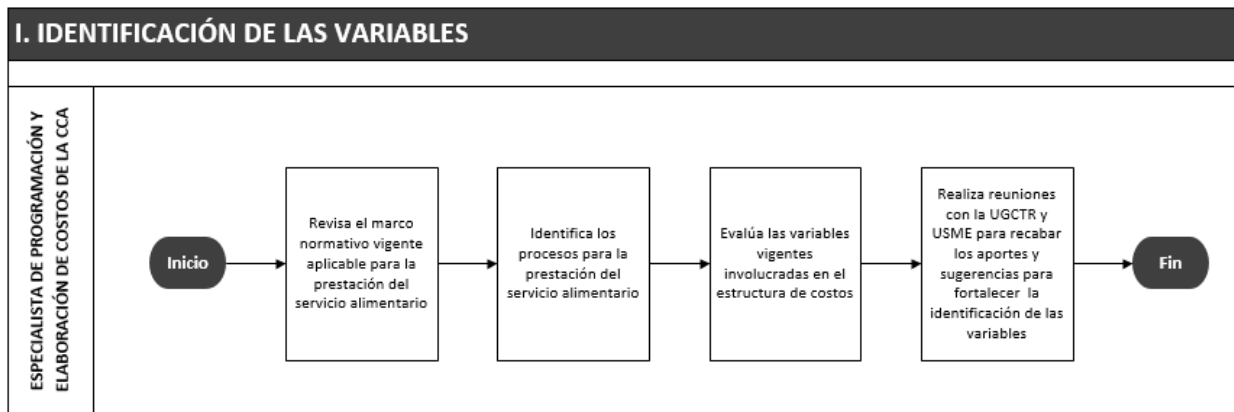 I. IDENTIFICACIÓN DE LAS VARIABLES
ESPECIALISTA DE PROGRAMACIÓN Y
ELABORACIÓN DE COSTOS DE LA CCA
Inicio
Revisa el marco
normativo vigente
aplicable para la
prestación del
servicio alimentario
Identifica los
procesos para la
prestación del
servicio alimentario
Evalúa las variables
vigentes
involucradas en el
estructura de costos
Realiza reuniones
con la UGCTR y
USME para recabar
los aportes y
sugerencias para
fortalecer la
identificación de las
variables
Fin